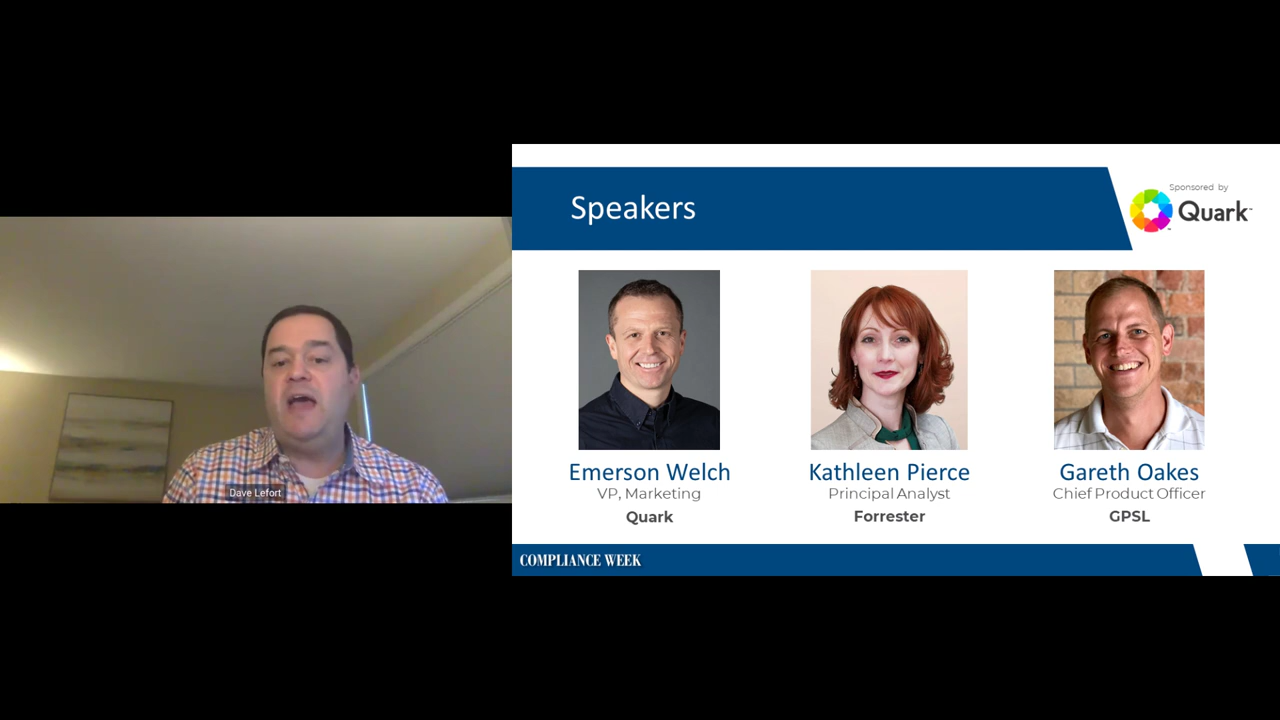 Dave Lefort
Speakers
Sponsored by
Quark™
Emerson Welch
VP, Marketing
Quark
Kathleen Pierce
Principal Analyst
Forrester
Gareth Oakes
Chief Product Officer
GPSL
COMPLIANCE WEEK